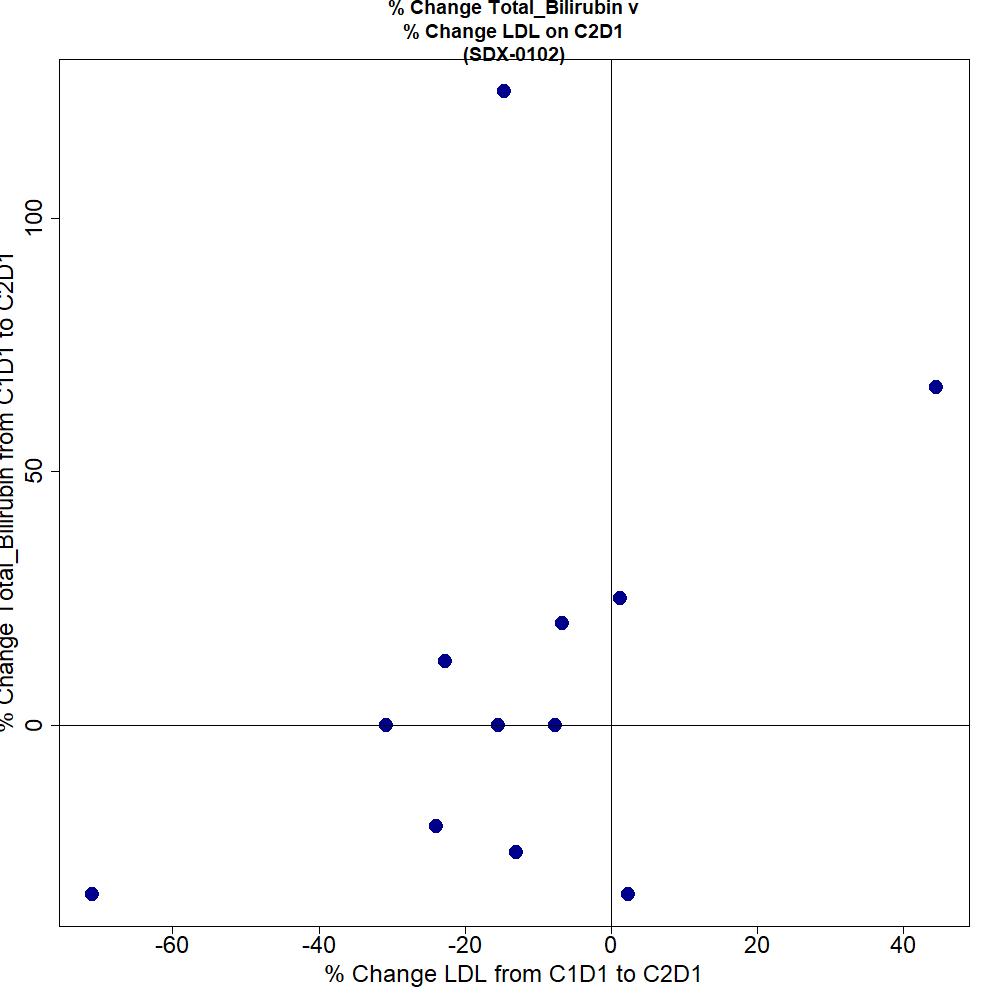 % Change Total_Bilirubin v
% Change LDL on C2D1
(SDX-0102)
% Change Total_Bilirubin from C1D1 to C2D1
100
50
0
-60 -40 -20 0 20 40
% Change LDL from C1D1 to C2D1